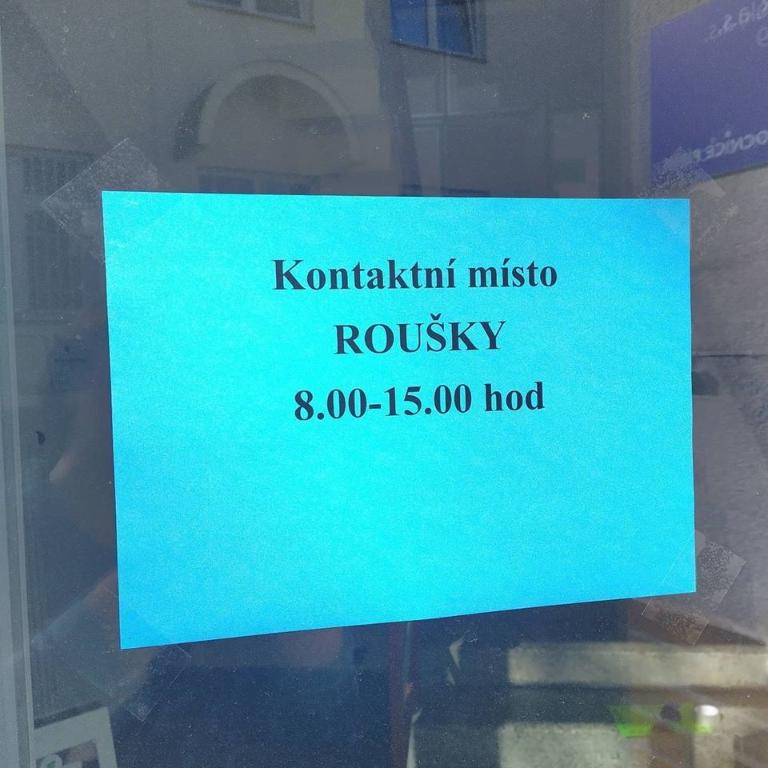 Kontaktní místo
ROUŠKY
8.00-15.00 hod